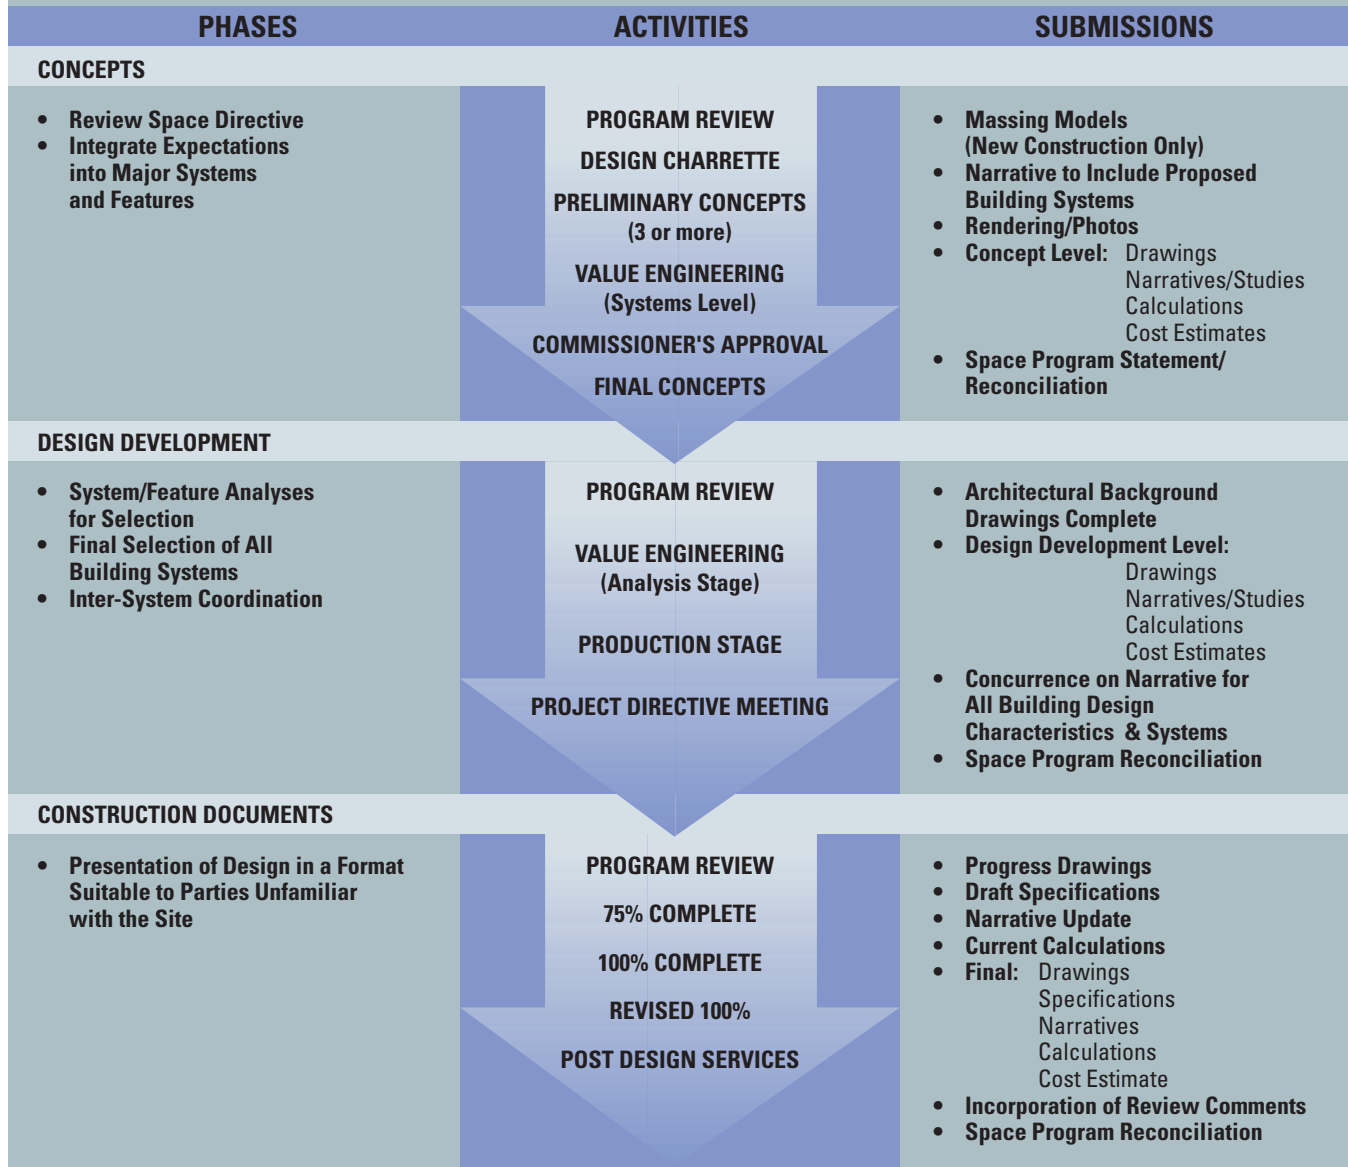 PHASES
ACTIVITIES
SUBMISSIONS
CONCEPTS
• Review Space Directive
• Integrate Expectations
into Major Systems
and Features
PROGRAM REVIEW
DESIGN CHARRETTE
PRELIMINARY CONCEPTS
(3 or more)
VALUE ENGINEERING
(Systems Level)
COMMISSIONER'S APPROVAL
FINAL CONCEPTS
• Massing Models
(New Construction Only)
• Narrative to Include Proposed
Building Systems
• Rendering/Photos
• Concept Level: Drawings
Narratives/Studies
Calculations
Cost Estimates
• Space Program Statement/
Reconciliation
DESIGN DEVELOPMENT
• System/Feature Analyses
for Selection
• Final Selection of All
Building Systems
• Inter-System Coordination
PROGRAM REVIEW
VALUE ENGINEERING
(Analysis Stage)
PRODUCTION STAGE
PROJECT DIRECTIVE MEETING
• Architectural Background
Drawings Complete
• Design Development Level:
Drawings
Narratives/Studies
Calculations
Cost Estimates
• Concurrence on Narrative for
All Building Design
Characteristics & Systems
• Space Program Reconciliation
CONSTRUCTION DOCUMENTS
• Presentation of Design in a Format
Suitable to Parties Unfamiliar
with the Site
PROGRAM REVIEW
75% COMPLETE
100% COMPLETE
REVISED 100%
POST DESIGN SERVICES
• Progress Drawings
• Draft Specifications
• Narrative Update
• Current Calculations
• Final: Drawings
Specifications
Narratives
Calculations
Cost Estimate
• Incorporation of Review Comments
• Space Program Reconciliation